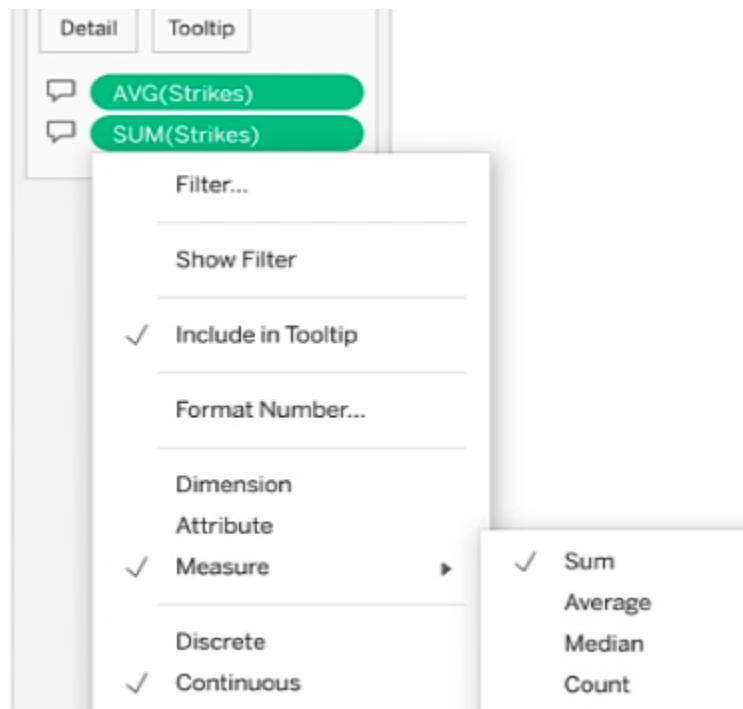 Detail Tooltip
AVG(Strikes)
SUM(Strikes)
Filter...
Show Filter
Include in Tooltip
Format Number...
Dimension
Attribute
Measure
Discrete
Continuous
Sum
Average
Median
Count